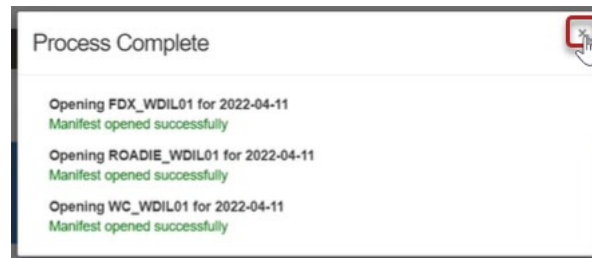 Process Complete
Opening FDX_WDIL01 for 2022-04-11
Manifest opened successfully
Opening ROADIE_WDIL01 for 2022-04-11
Manifest opened successfully
Opening WC_WDIL01 for 2022-04-11
Manifest opened successfully